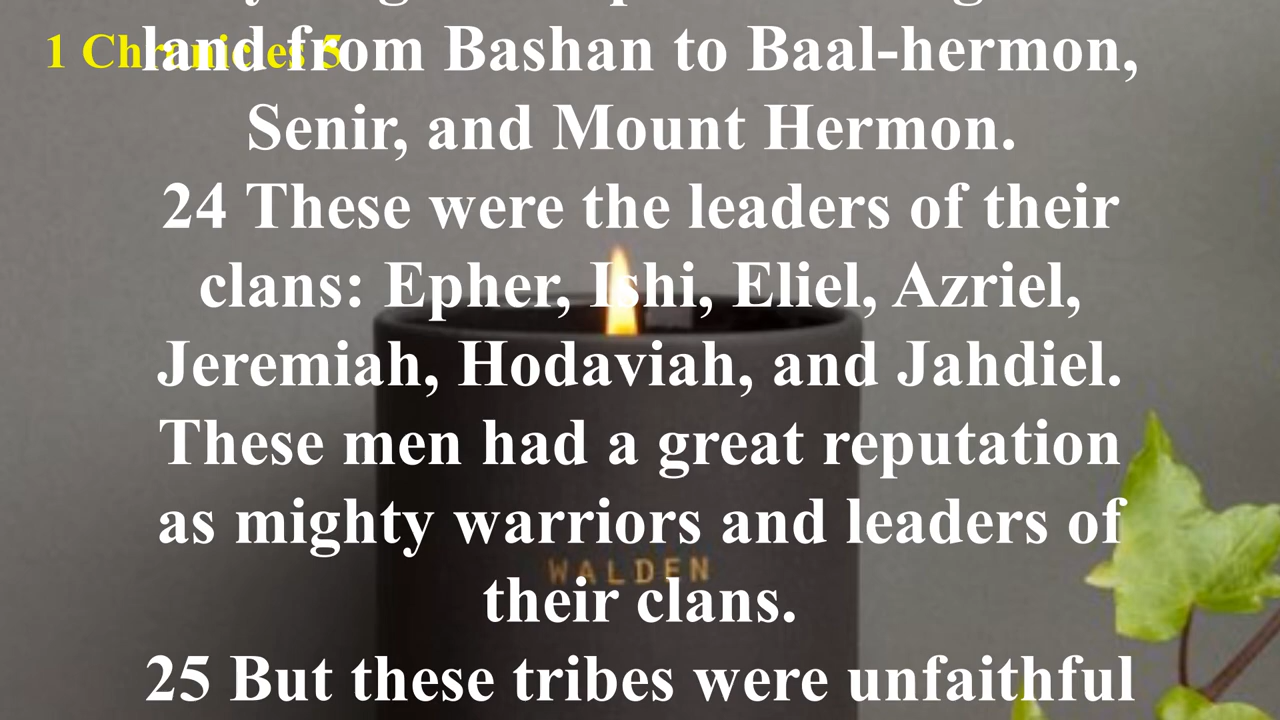 1 Chronicles 5
land from Bashan to Baal-hermon,
Senir, and Mount Hermon.
24 These were the leaders of their
clans: Epher, Ishi, Eliel, Azriel,
Jeremiah, Hodaviah, and Jahdiel.
These men had a great reputation
as mighty warriors and leaders of
WALDEN
their clans.
25 But these tribes were unfaithful